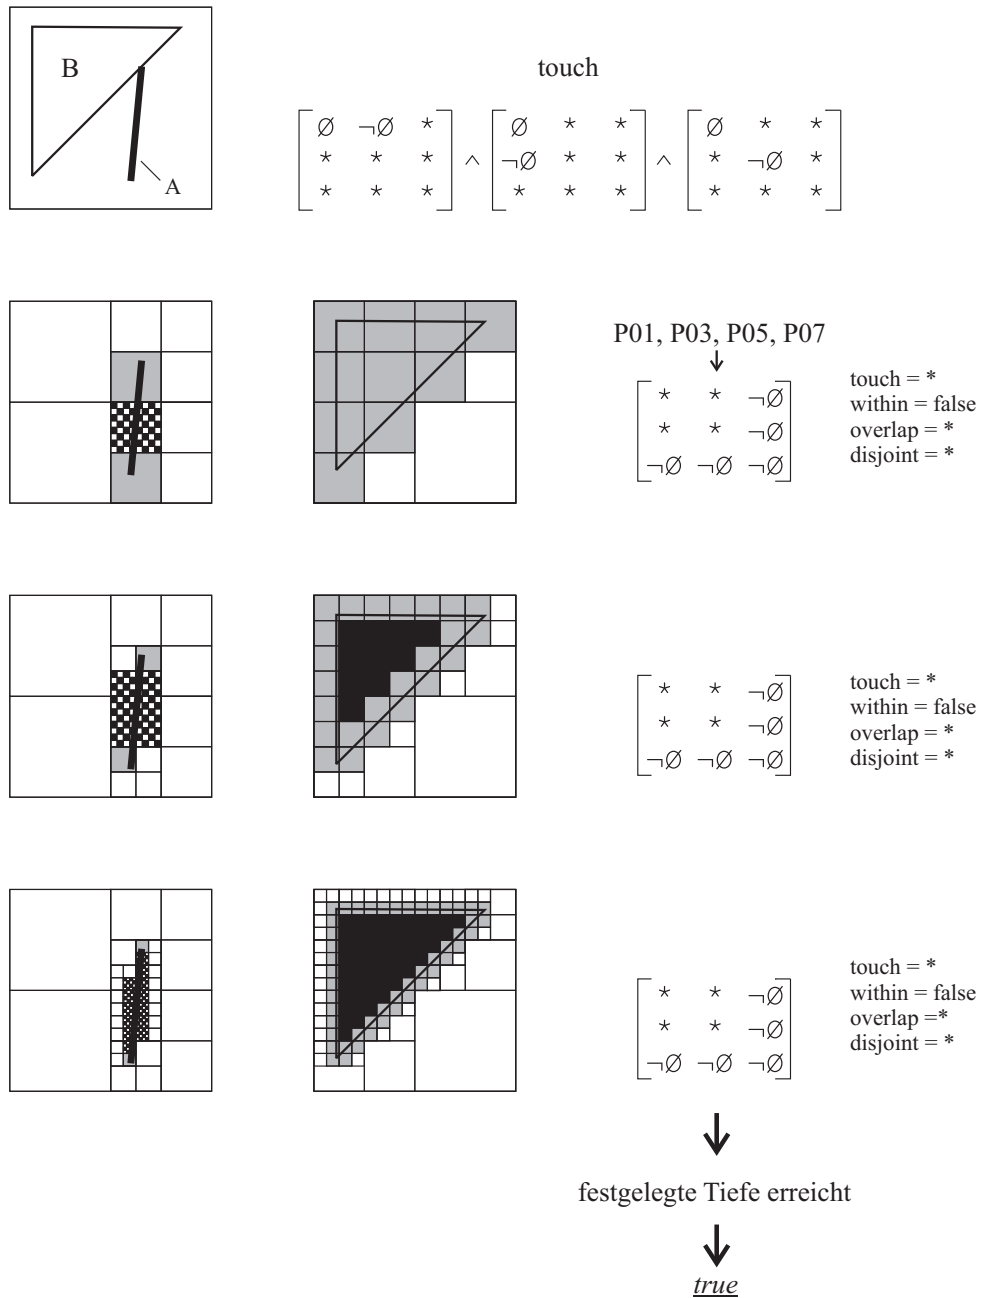 B
A
touch
∅ ¬∅ * ∅ * * ∅ * *
* * * ∧ ¬∅ * * ∧ * ¬∅ *
* * * * * * * * *
P01, P03, P05, P07
* * ¬∅
* * ¬∅
¬∅ ¬∅ ¬∅
touch = *
within = false
overlap = *
disjoint = *
* * ¬∅
* * ¬∅
¬∅ ¬∅ ¬∅
touch = *
within = false
overlap = *
disjoint = *
* * ¬∅
* * ¬∅
¬∅ ¬∅ ¬∅
touch = *
within = false
overlap =*
disjoint = *
festgelegte Tiefe erreicht
true